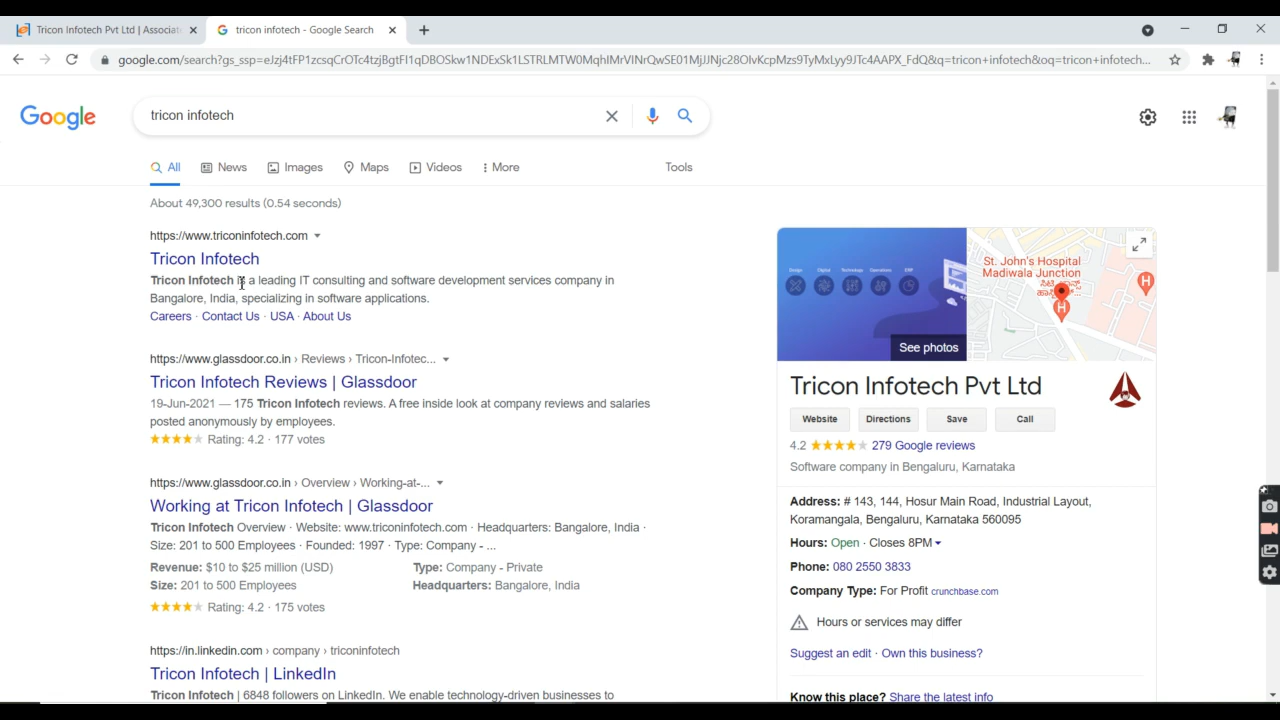 Tricon Infotech Pvt Ltd | Associat
tricon infotech - Google Search
Google
tricon infotech
All News Images Maps Videos More Tools
About 49,300 results (0.54 seconds)
https://www.triconinfotech.com
Tricon Infotech
Tricon Infotech is a leading IT consulting and software development services company in
Bangalore, India, specializing in software applications.
Careers · Contact Us · USA · About Us
https://www.glassdoor.co.in › Reviews › Tricon-Infotec...
Tricon Infotech Reviews | Glassdoor
19-Jun-2021 — 175 Tricon Infotech reviews. A free inside look at company reviews and salaries
posted anonymously by employees.
Rating: 4.2 · 177 votes
https://www.glassdoor.co.in › Overview › Working-at-...
Working at Tricon Infotech | Glassdoor
Tricon Infotech Overview · Website: www.triconinfotech.com · Headquarters: Bangalore, India ·
Size: 201 to 500 Employees · Founded: 1997 · Type: Company - ...
Revenue: $10 to $25 million (USD) Type: Company - Private
Size: 201 to 500 Employees Headquarters: Bangalore, India
Rating: 4.2 · 175 votes
https://in.linkedin.com › company › triconinfotech
Tricon Infotech | LinkedIn
Tricon Infotech | 6848 followers on LinkedIn. We enable technology-driven businesses to
St. John's Hospital
Madiwala Junction
See photos
Tricon Infotech Pvt Ltd
Website Directions Save Call
4.2 279 Google reviews
Software company in Bengaluru, Karnataka
Address: # 143, 144, Hosur Main Road, Industrial Layout,
Koramangala, Bengaluru, Karnataka 560095
Hours: Open · Closes 8PM
Phone: 080 2550 3833
Company Type: For Profit crunchbase.com
Hours or services may differ
Suggest an edit · Own this business?
Know this place? Share the latest info